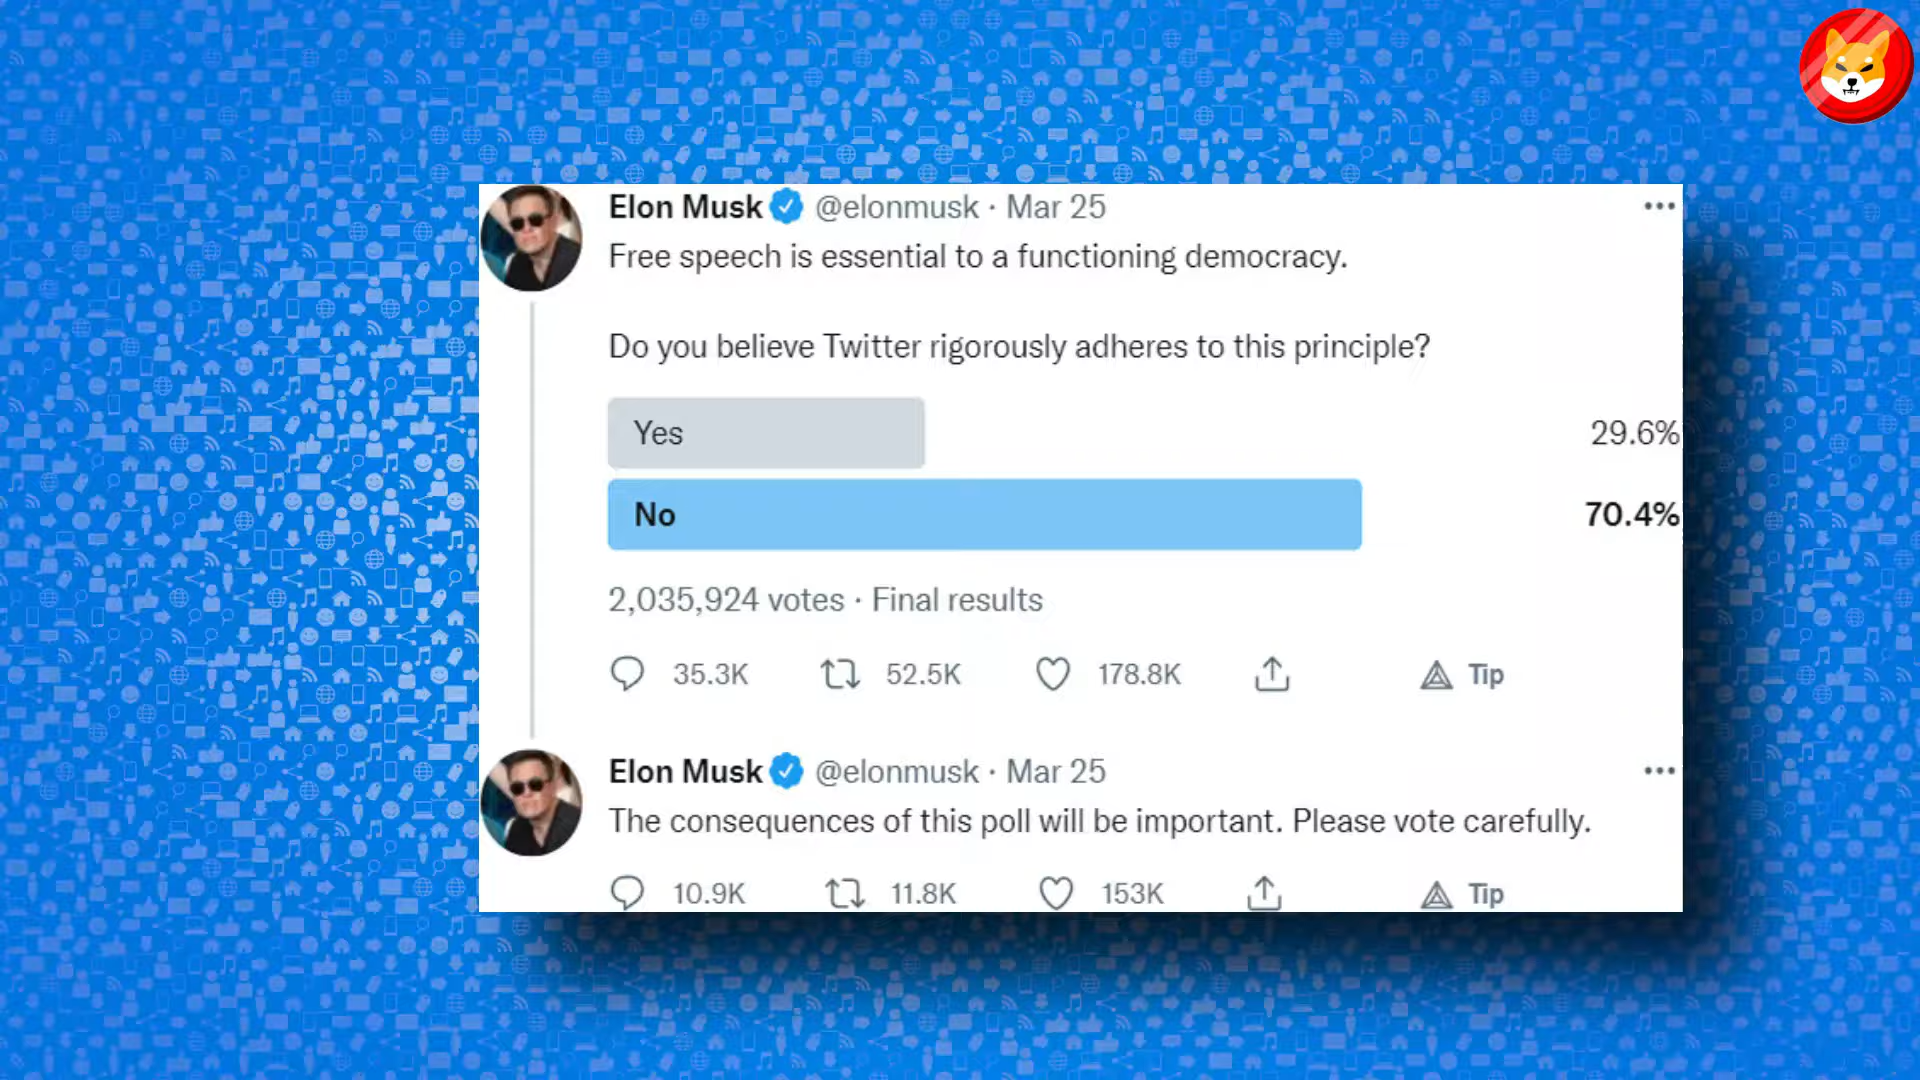 Elon Musk @elonmusk · Mar 25
Free speech is essential to a functioning democracy.
Do you believe Twitter rigorously adheres to this principle?
Yes 29.6%
No 70.4%
2,035,924 votes · Final results
35.3K 52.5K 178.8K Tip
Elon Musk @elonmusk · Mar 25
The consequences of this poll will be important. Please vote carefully.
10.9K 11.8K 153K Tip